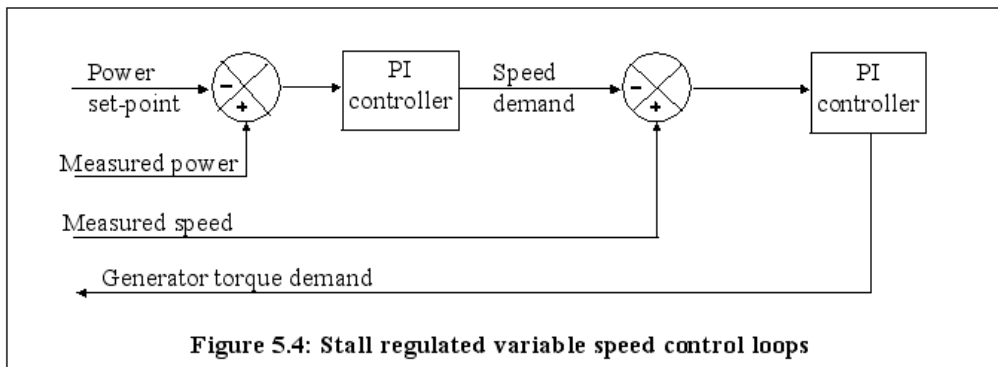 Power
set-point
-
+
PI
controller
Speed
demand
-
+
PI
controller
Measured power
Measured speed
Generator torque demand
Figure 5.4: Stall regulated variable speed control loops